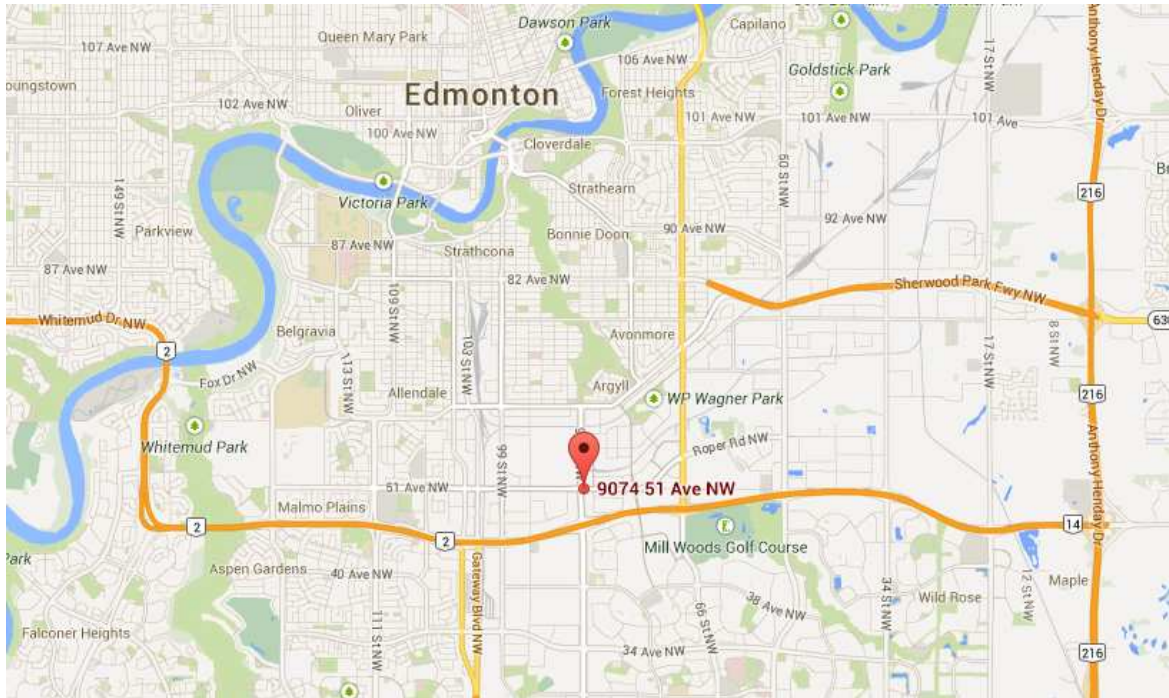 Dawson Park
Capilano
107 Ave NW
Queen Mary Park
106 Ave NW
Goldstick Park
17 St NW
Anthony Henday Dr
Edmonton
Forest Heights
102 Ave NW
Oliver
100 Ave NW
101 Ave NW
101 Ave NW
101 Ave
Cloverdale
149 St NW
Victoria Park
Strathearn
50 St NW
216
Parkview
87 Ave NW
Strathcona
Bonnie Doon
90 Ave NW
92 Ave NW
87 Ave NW
82 Ave NW
Sherwood Park Fwy NW
109 St NW
Whitemud Dr NW
Belgravia
103 St NW
Avonmore
17 St NW
8 St NW
2
Fox Dr NW
113 St NW
Allendale
Argyll
WP Wagner Park
216
Whitemud Park
99 St NW
Roper Rd NW
Anthony Henday Dr
51 Ave NW
9074 51 Ave NW
Malmo Plains
2
2
14
Mill Woods Golf Course
Aspen Gardens
40 Ave NW
Gateway Blvd NW
34 St NW
12 St NW
Maple
111 St NW
66 St NW
38 Ave NW
Wild Rose
Falconer Heights
34 Ave NW
216